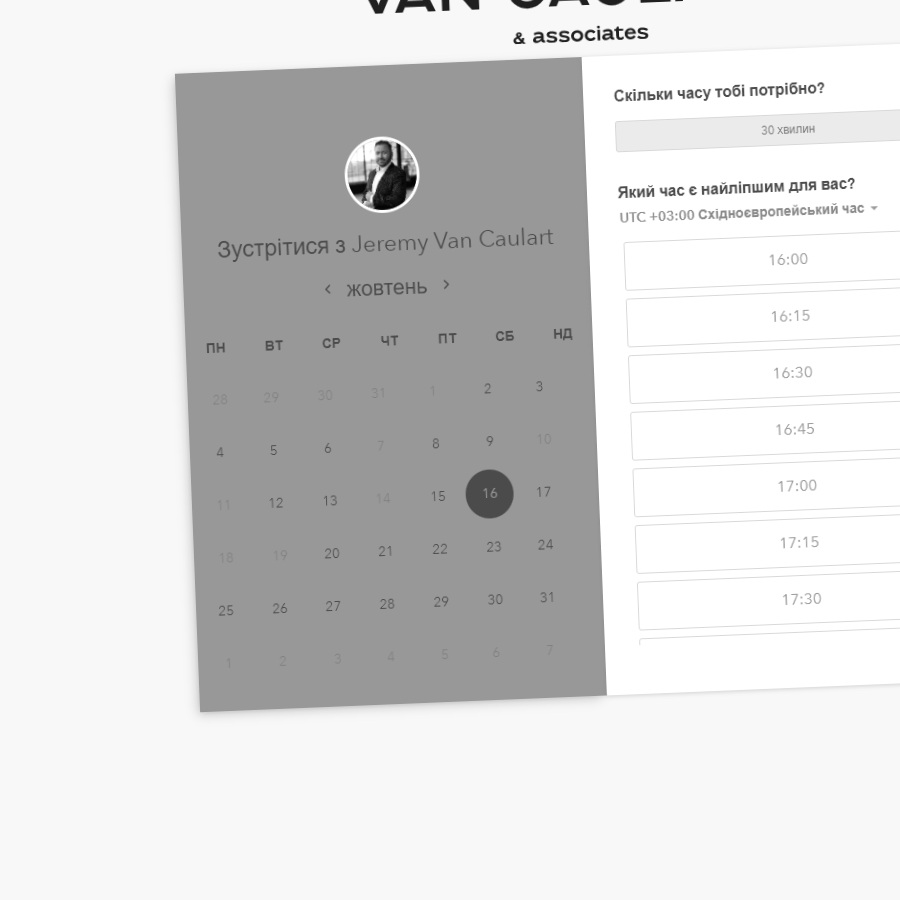 & associates
Зустрітися з Jeremy Van Caulart
‹ жовтень ›
ПН ВТ СР ЧТ ПТ СБ НД
28 29 30 31 1 2 3
4 5 6 7 8 9 10
11 12 13 14 15 16 17
18 19 20 21 22 23 24
25 26 27 28 29 30 31
1 2 3 4 5 6 7
Скільки часу тобі потрібно?
30 хвилин
Який час є найліпшим для вас?
UTC +03:00 Східноєвропейський час
16:00
16:15
16:30
16:45
17:00
17:15
17:30